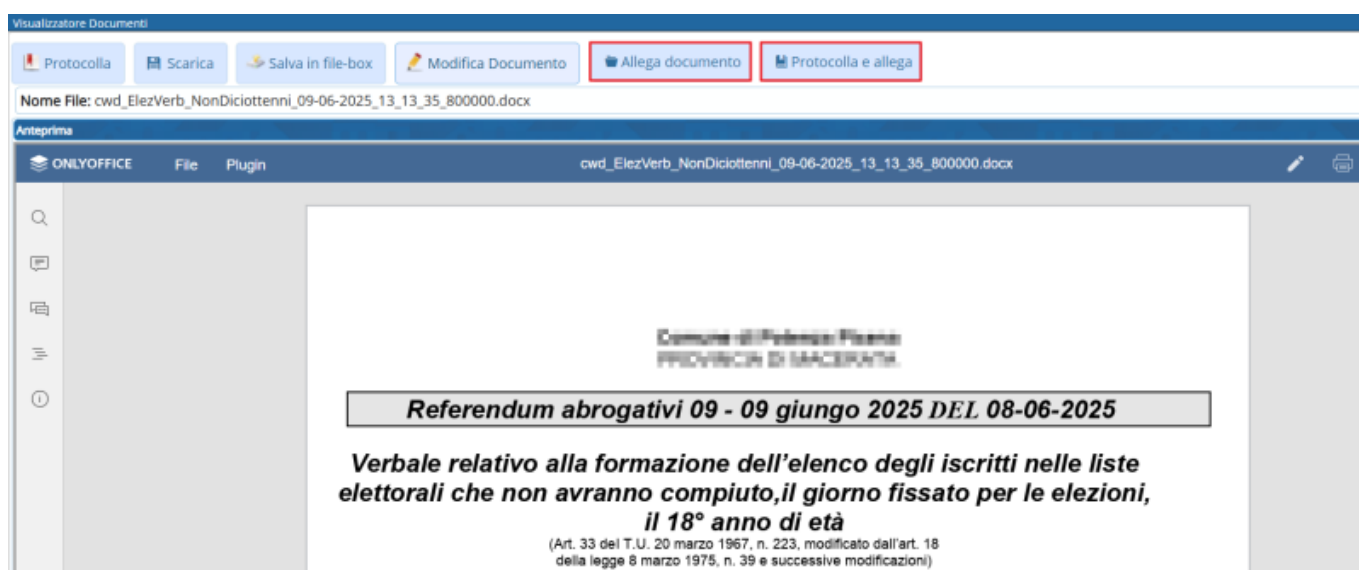 Visualizzatore Documenti
Protocolla Scarica Salva in file-box Modifica Documento Allega documento Protocolla e allega
Nome File: cwd_ElezVerb_NonDiciottenni_09-06-2025_13_13_35_800000.docx
Anteprima
ONLYOFFICE File Plugin cwd_ElezVerb_NonDiciottenni_09-06-2025_13_13_35_800000.docx
Referendum abrogativi 09 - 09 giungo 2025 DEL 08-06-2025
Verbale relativo alla formazione dell'elenco degli iscritti nelle liste
elettorali che non avranno compiuto,il giorno fissato per le elezioni,
il 18° anno di età
(Art. 33 del T.U. 20 marzo 1967, n. 223, modificato dall'art. 18
della legge 8 marzo 1975, n. 39 e successive modificazioni)